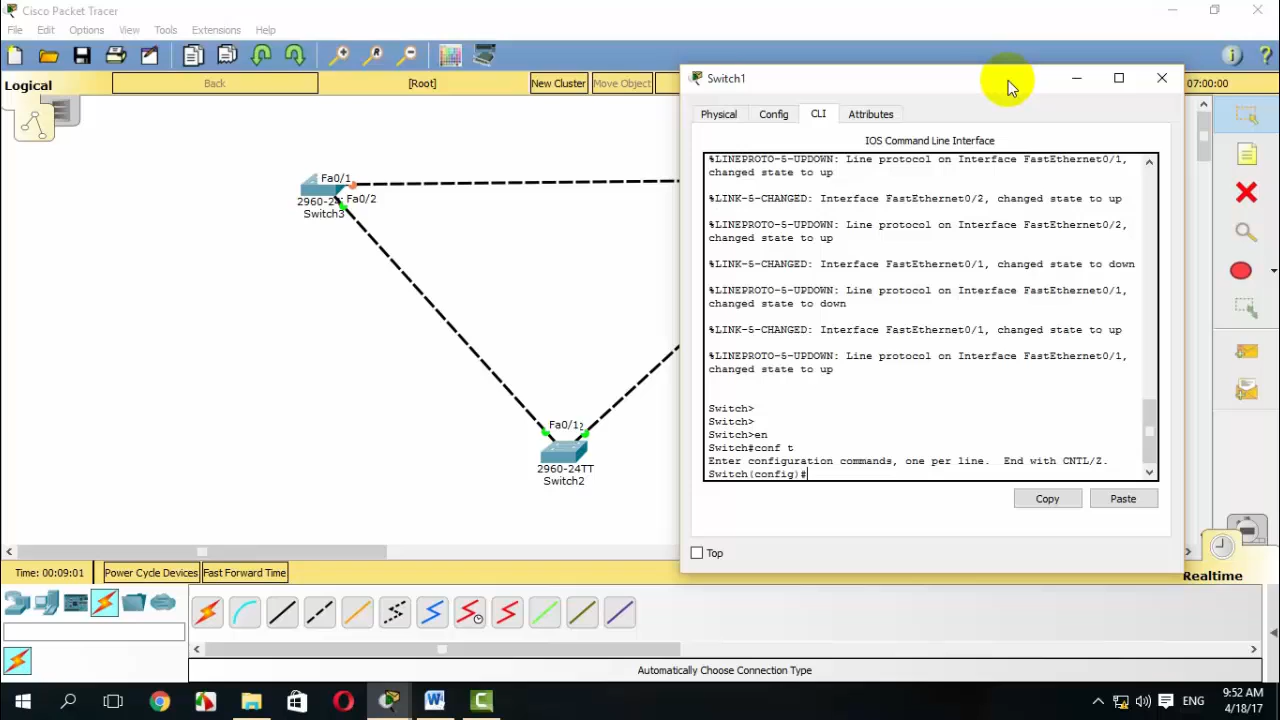 Cisco Packet Tracer
File Edit Options View Tools Extensions Help
Logical
Back
[Root]
New Cluster
Move Object
07:00:00
Switch1
Physical Config CLI Attributes
IOS Command Line Interface
%LINEPROTO-5-UPDOWN: Line protocol on Interface FastEthernet0/1,
changed state to up
%LINK-5-CHANGED: Interface FastEthernet0/2, changed state to up
%LINEPROTO-5-UPDOWN: Line protocol on Interface FastEthernet0/2,
changed state to up
%LINK-5-CHANGED: Interface FastEthernet0/1, changed state to down
%LINEPROTO-5-UPDOWN: Line protocol on Interface FastEthernet0/1,
changed state to down
%LINK-5-CHANGED: Interface FastEthernet0/1, changed state to up
%LINEPROTO-5-UPDOWN: Line protocol on Interface FastEthernet0/1,
changed state to up
Switch>
Switch>
Switch>en
Switch#conf t
Enter configuration commands, one per line. End with CNTL/Z.
Switch(config)#
Copy
Paste
Top
Fa0/1
Fa0/2
Switch3
Fa0/1
2960-24TT
Switch2
Time: 00:09:01
Power Cycle Devices
Fast Forward Time
Realtime
Automatically Choose Connection Type
ENG
9:52 AM
4/18/17